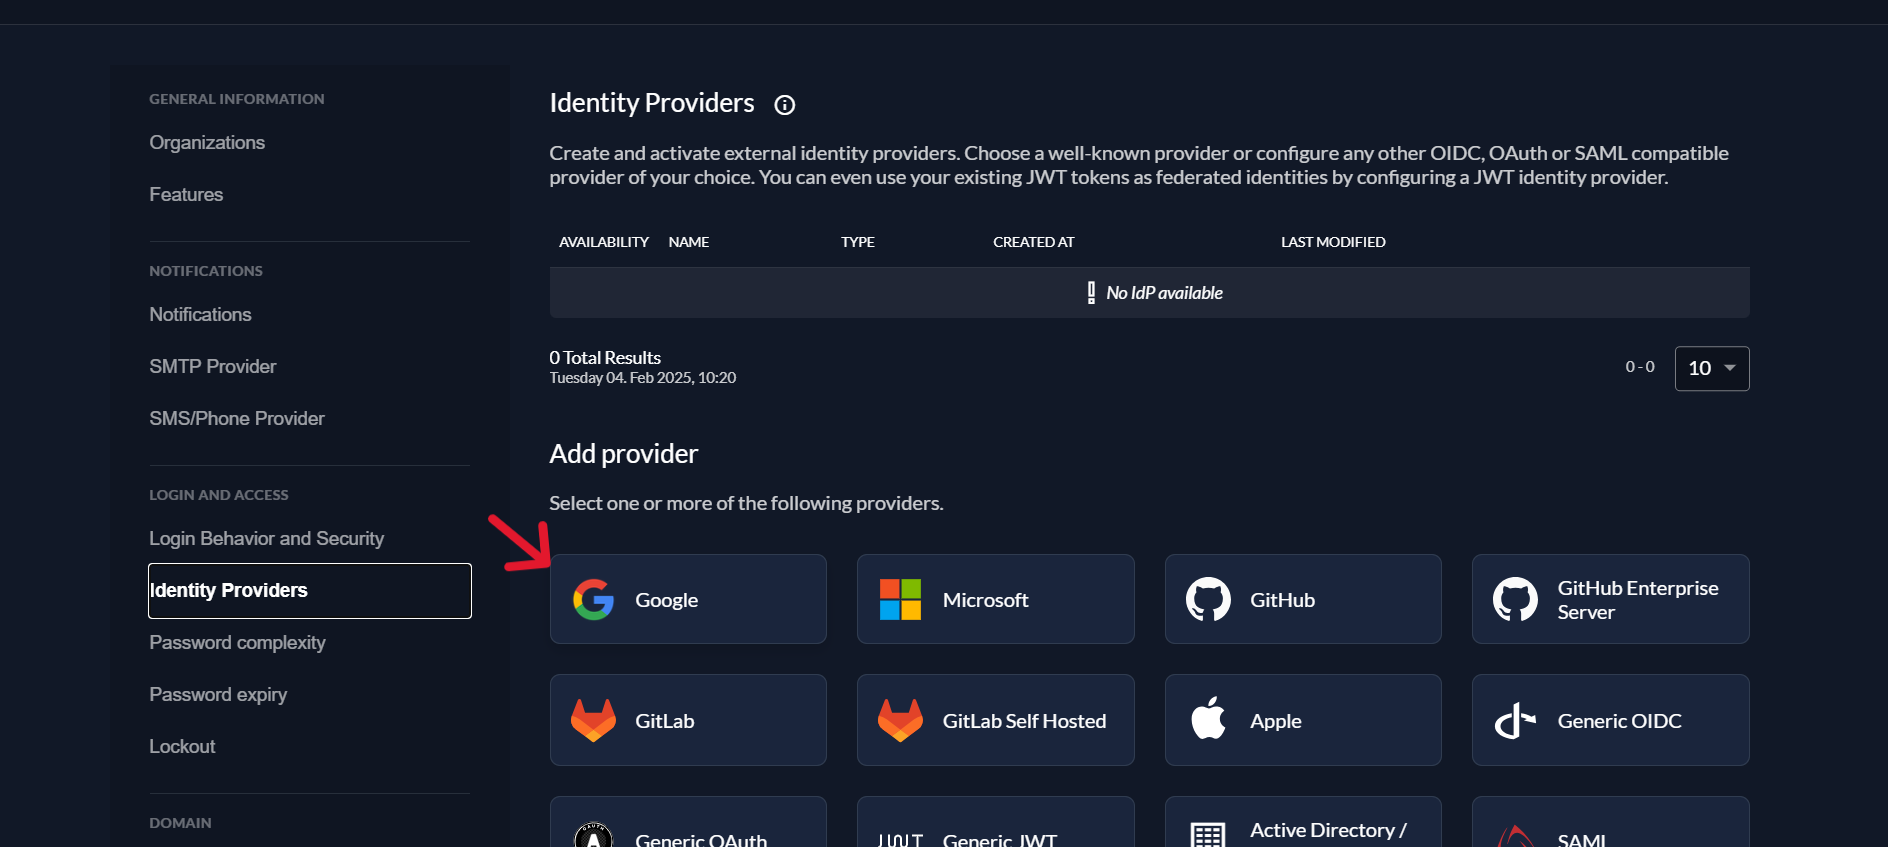 GENERAL INFORMATION
Organizations
Features
NOTIFICATIONS
Notifications
SMTP Provider
SMS/Phone Provider
LOGIN AND ACCESS
Login Behavior and Security
Identity Providers
Password complexity
Password expiry
Lockout
DOMAIN
Identity Providers
Create and activate external identity providers. Choose a well-known provider or configure any other OIDC, OAuth or SAML compatible
provider of your choice. You can even use your existing JWT tokens as federated identities by configuring a JWT identity provider.
AVAILABILITY NAME TYPE CREATED AT LAST MODIFIED
No IdP available
0 Total Results
Tuesday 04. Feb 2025, 10:20
0 - 0 10
Add provider
Select one or more of the following providers.
Google
Microsoft
GitHub
GitHub Enterprise
Server
GitLab
GitLab Self Hosted
Apple
Generic OIDC
Generic OAuth
JWT Generic JWT
Active Directory /
SAML